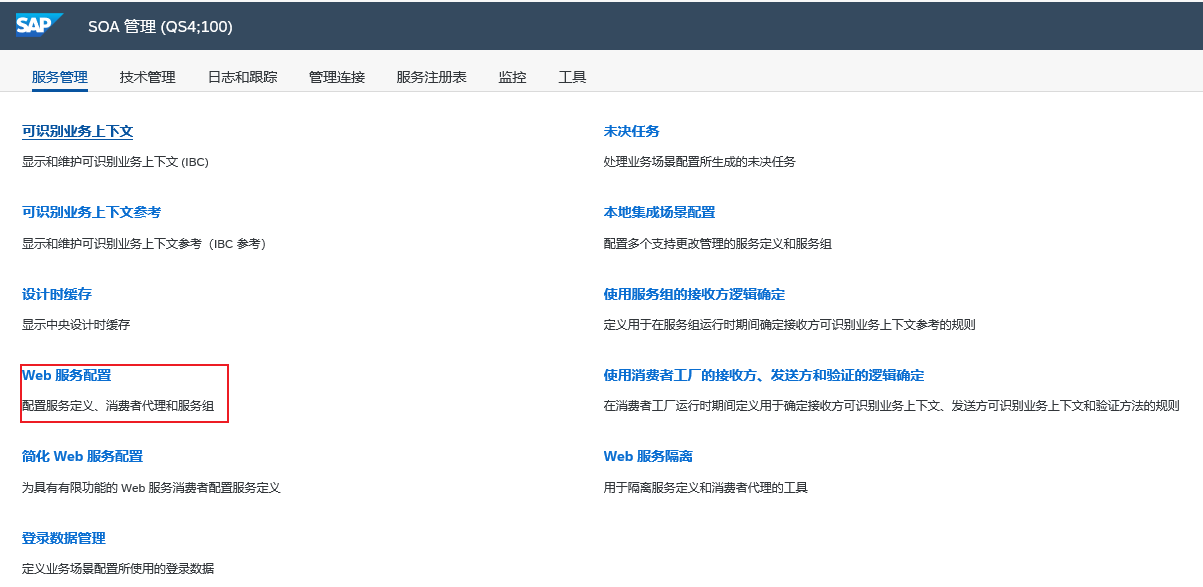 SAP SOA 管理 (QS4;100)
服务管理 技术管理 日志和跟踪 管理连接 服务注册表 监控 工具
可识别业务上下文
显示和维护可识别业务上下文 (IBC)
可识别业务上下文参考
显示和维护可识别业务上下文参考（IBC 参考）
设计时缓存
显示中央设计时缓存
Web 服务配置
配置服务定义、消费者代理和服务组
简化 Web 服务配置
为具有有限功能的 Web 服务消费者配置服务定义
登录数据管理
定义业务场景配置所使用的登录数据
未决任务
处理业务场景配置所生成的未决任务
本地集成场景配置
配置多个支持更改管理的服务定义和服务组
使用服务组的接收方逻辑确定
定义用于在服务组运行时期间确定接收方可识别业务上下文参考的规则
使用消费者工厂的接收方、发送方和验证的逻辑确定
在消费者工厂运行时期间定义用于确定接收方可识别业务上下文、发送方可识别业务上下文和验证方法的规则
Web 服务隔离
用于隔离服务定义和消费者代理的工具